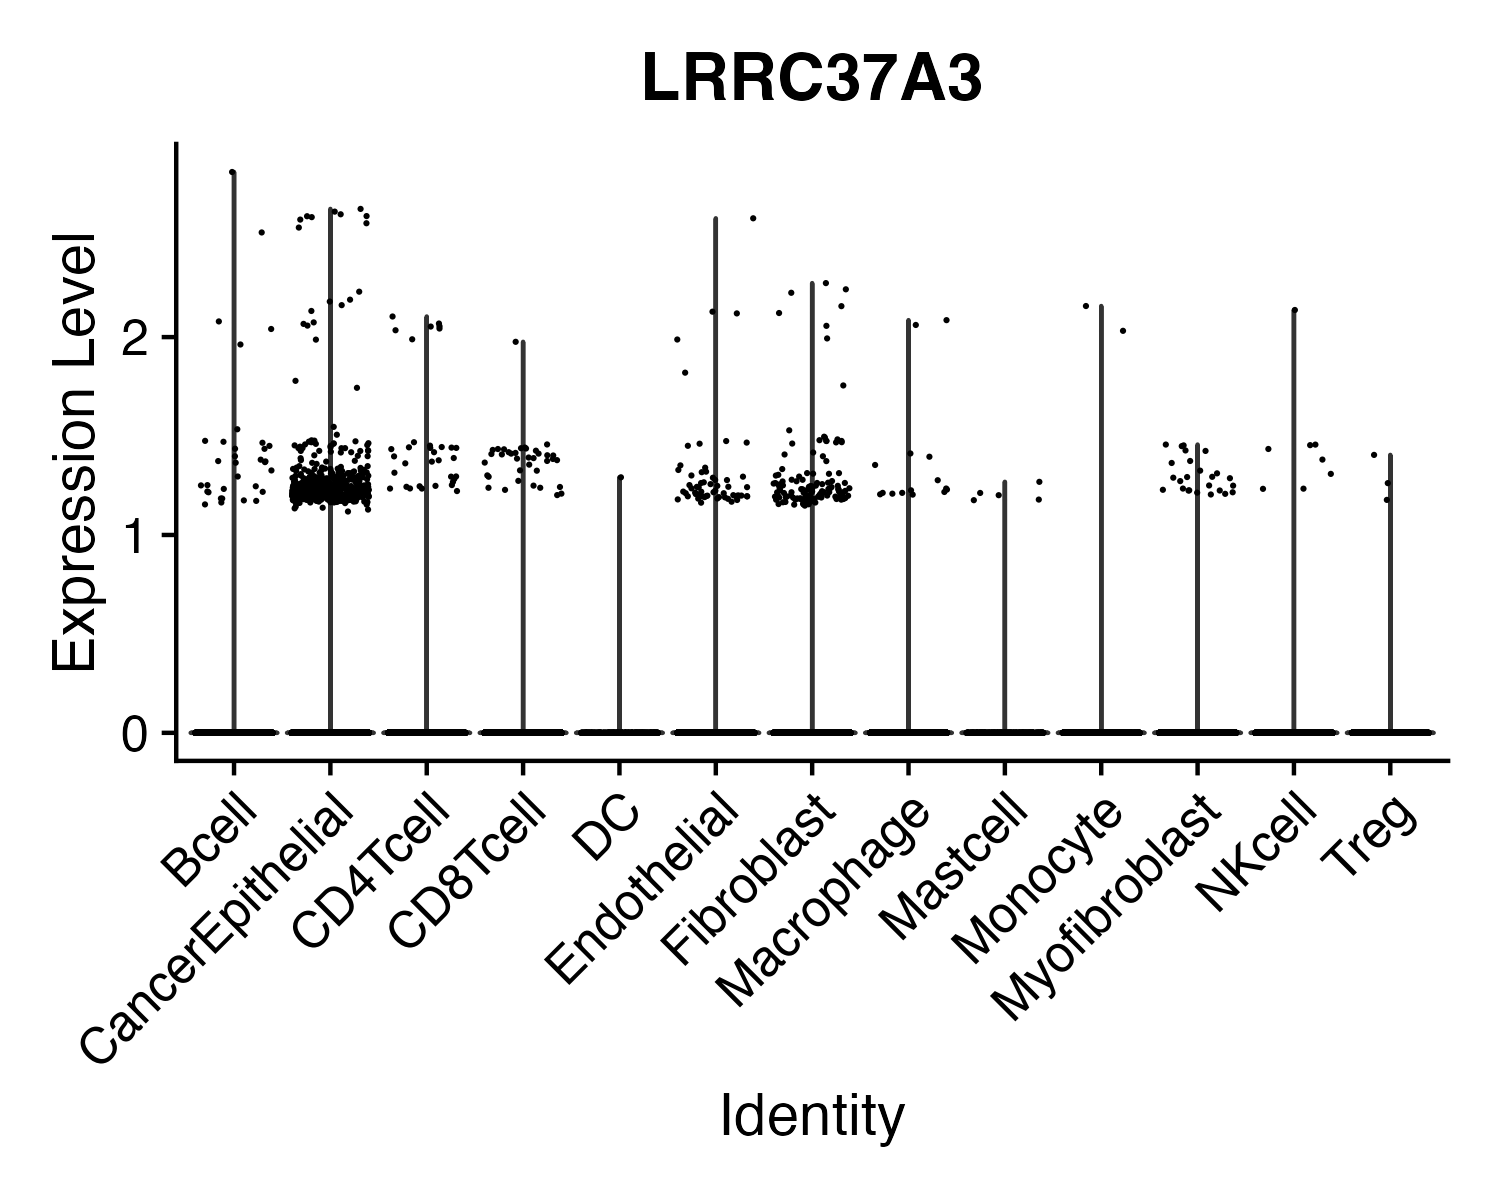 LRRC37A3
Expression Level
2
1
0
Bcell
CancerEpithelial
CD4Tcell
CD8Tcell
DC
Endothelial
Fibroblast
Macrophage
Mastcell
Monocyte
Myofibroblast
NKcell
Treg
Identity